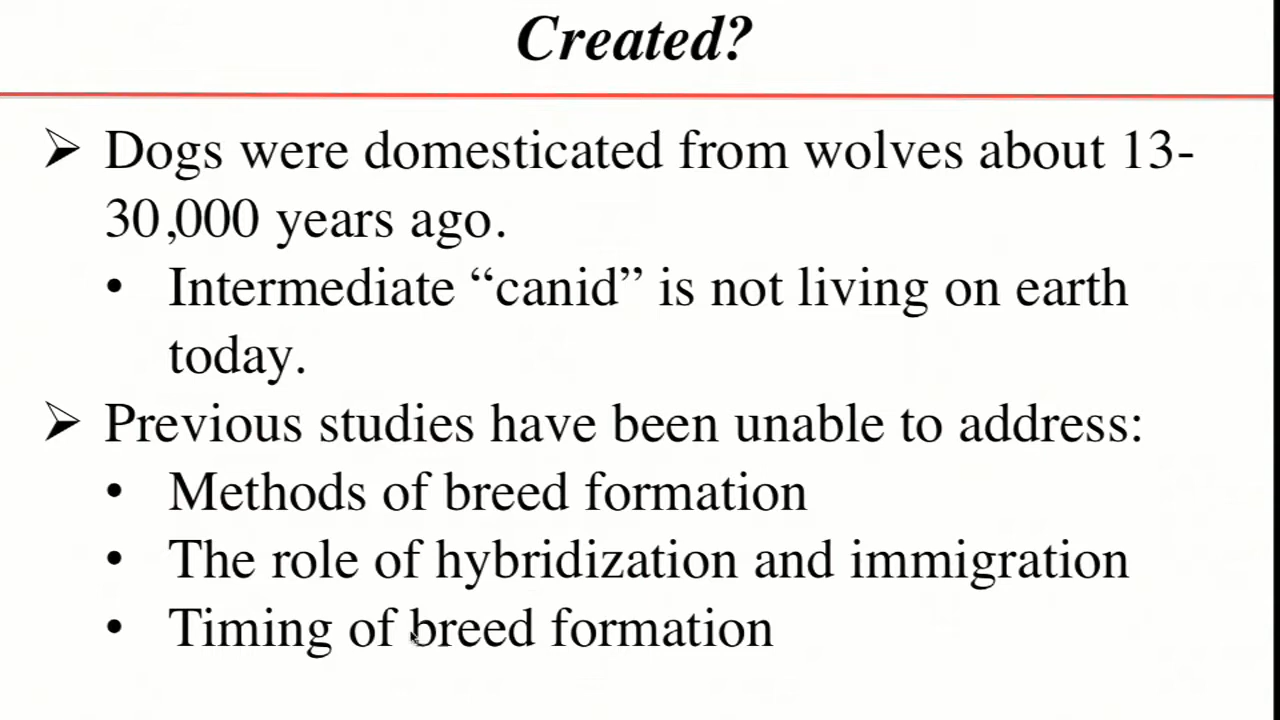 Created?
➢ Dogs were domesticated from wolves about 13-
30,000 years ago.
• Intermediate “canid” is not living on earth
today.
➢ Previous studies have been unable to address:
• Methods of breed formation
• The role of hybridization and immigration
• Timing of breed formation